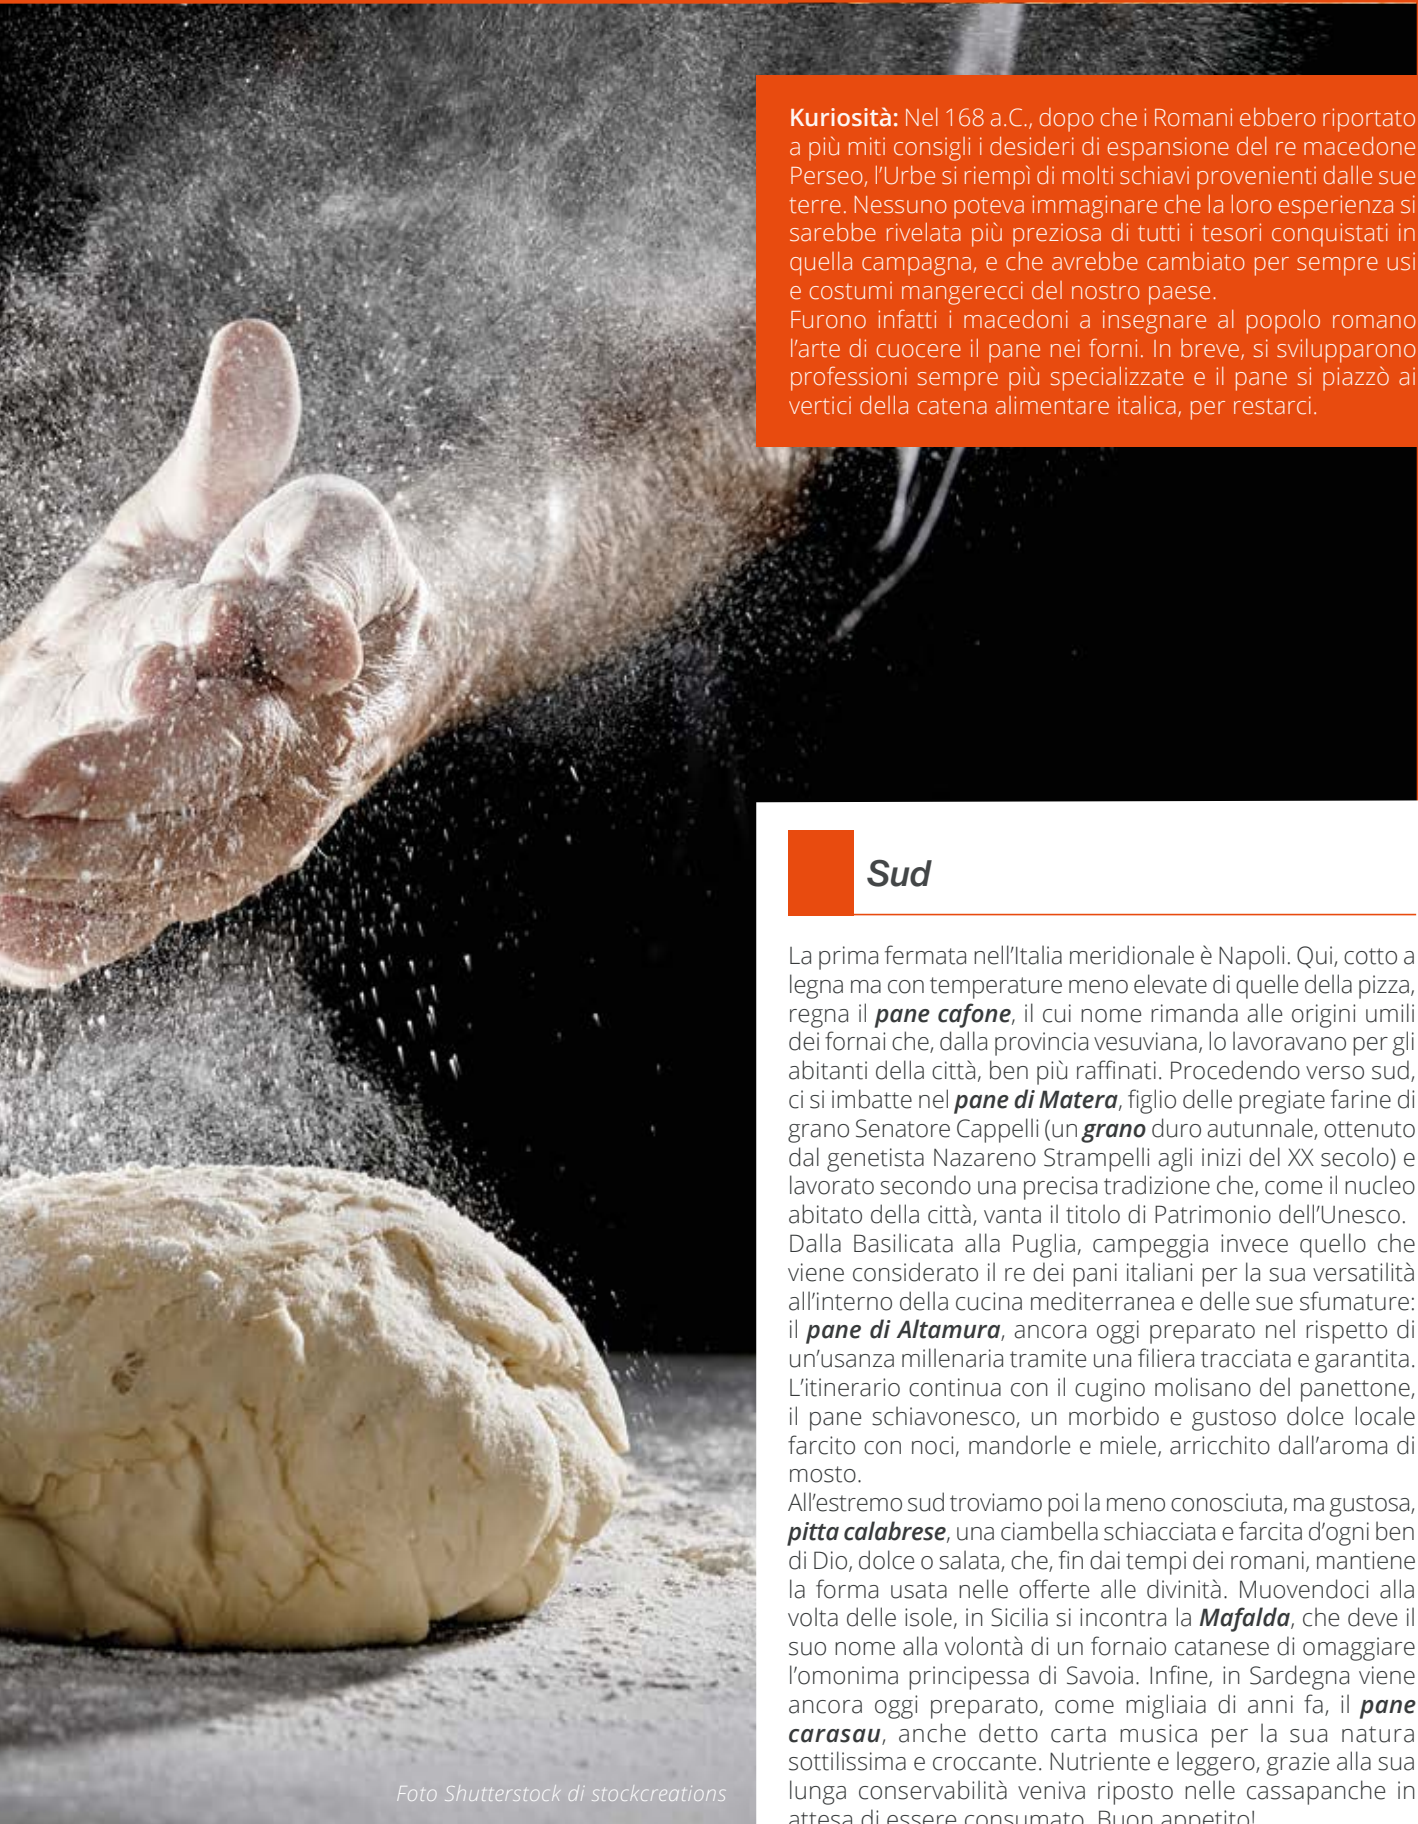 Kuriosità: Nel 168 a.C., dopo che i Romani ebbero riportato
a più miti consigli i desideri di espansione del re macedone
Perseo, l’Urbe si riempì di molti schiavi provenienti dalle sue
terre. Nessuno poteva immaginare che la loro esperienza si
sarebbe rivelata più preziosa di tutti i tesori conquistati in
quella campagna, e che avrebbe cambiato per sempre usi
e costumi mangerecci del nostro paese.
Furono infatti i macedoni a insegnare al popolo romano
l’arte di cuocere il pane nei forni. In breve, si svilupparono
professioni sempre più specializzate e il pane si piazzò ai
vertici della catena alimentare italica, per restarci.
Sud
La prima fermata nell’Italia meridionale è Napoli. Qui, cotto a
legna ma con temperature meno elevate di quelle della pizza,
regna il pane cafone, il cui nome rimanda alle origini umili
dei fornai che, dalla provincia vesuviana, lo lavoravano per gli
abitanti della città, ben più raffinati. Procedendo verso sud,
ci si imbatte nel pane di Matera, figlio delle pregiate farine di
grano Senatore Cappelli (un grano duro autunnale, ottenuto
dal genetista Nazareno Strampelli agli inizi del XX secolo) e
lavorato secondo una precisa tradizione che, come il nucleo
abitato della città, vanta il titolo di Patrimonio dell’Unesco.
Dalla Basilicata alla Puglia, campeggia invece quello che
viene considerato il re dei pani italiani per la sua versatilità
all’interno della cucina mediterranea e delle sue sfumature:
il pane di Altamura, ancora oggi preparato nel rispetto di
un’usanza millenaria tramite una filiera tracciata e garantita.
L’itinerario continua con il cugino molisano del panettone,
il pane schiavonesco, un morbido e gustoso dolce locale
farcito con noci, mandorle e miele, arricchito dall’aroma di
mosto.
All’estremo sud troviamo poi la meno conosciuta, ma gustosa,
pitta calabrese, una ciambella schiacciata e farcita d’ogni ben
di Dio, dolce o salata, che, fin dai tempi dei romani, mantiene
la forma usata nelle offerte alle divinità. Muovendoci alla
volta delle isole, in Sicilia si incontra la Mafalda, che deve il
suo nome alla volontà di un fornaio catanese di omaggiare
l’omonima principessa di Savoia. Infine, in Sardegna viene
ancora oggi preparato, come migliaia di anni fa, il pane
carasau, anche detto carta musica per la sua natura
sottilissima e croccante. Nutriente e leggero, grazie alla sua
lunga conservabilità veniva riposto nelle cassapanche in
attesa di essere consumato. Buon appetito!
Foto Shutterstock di stockcreations